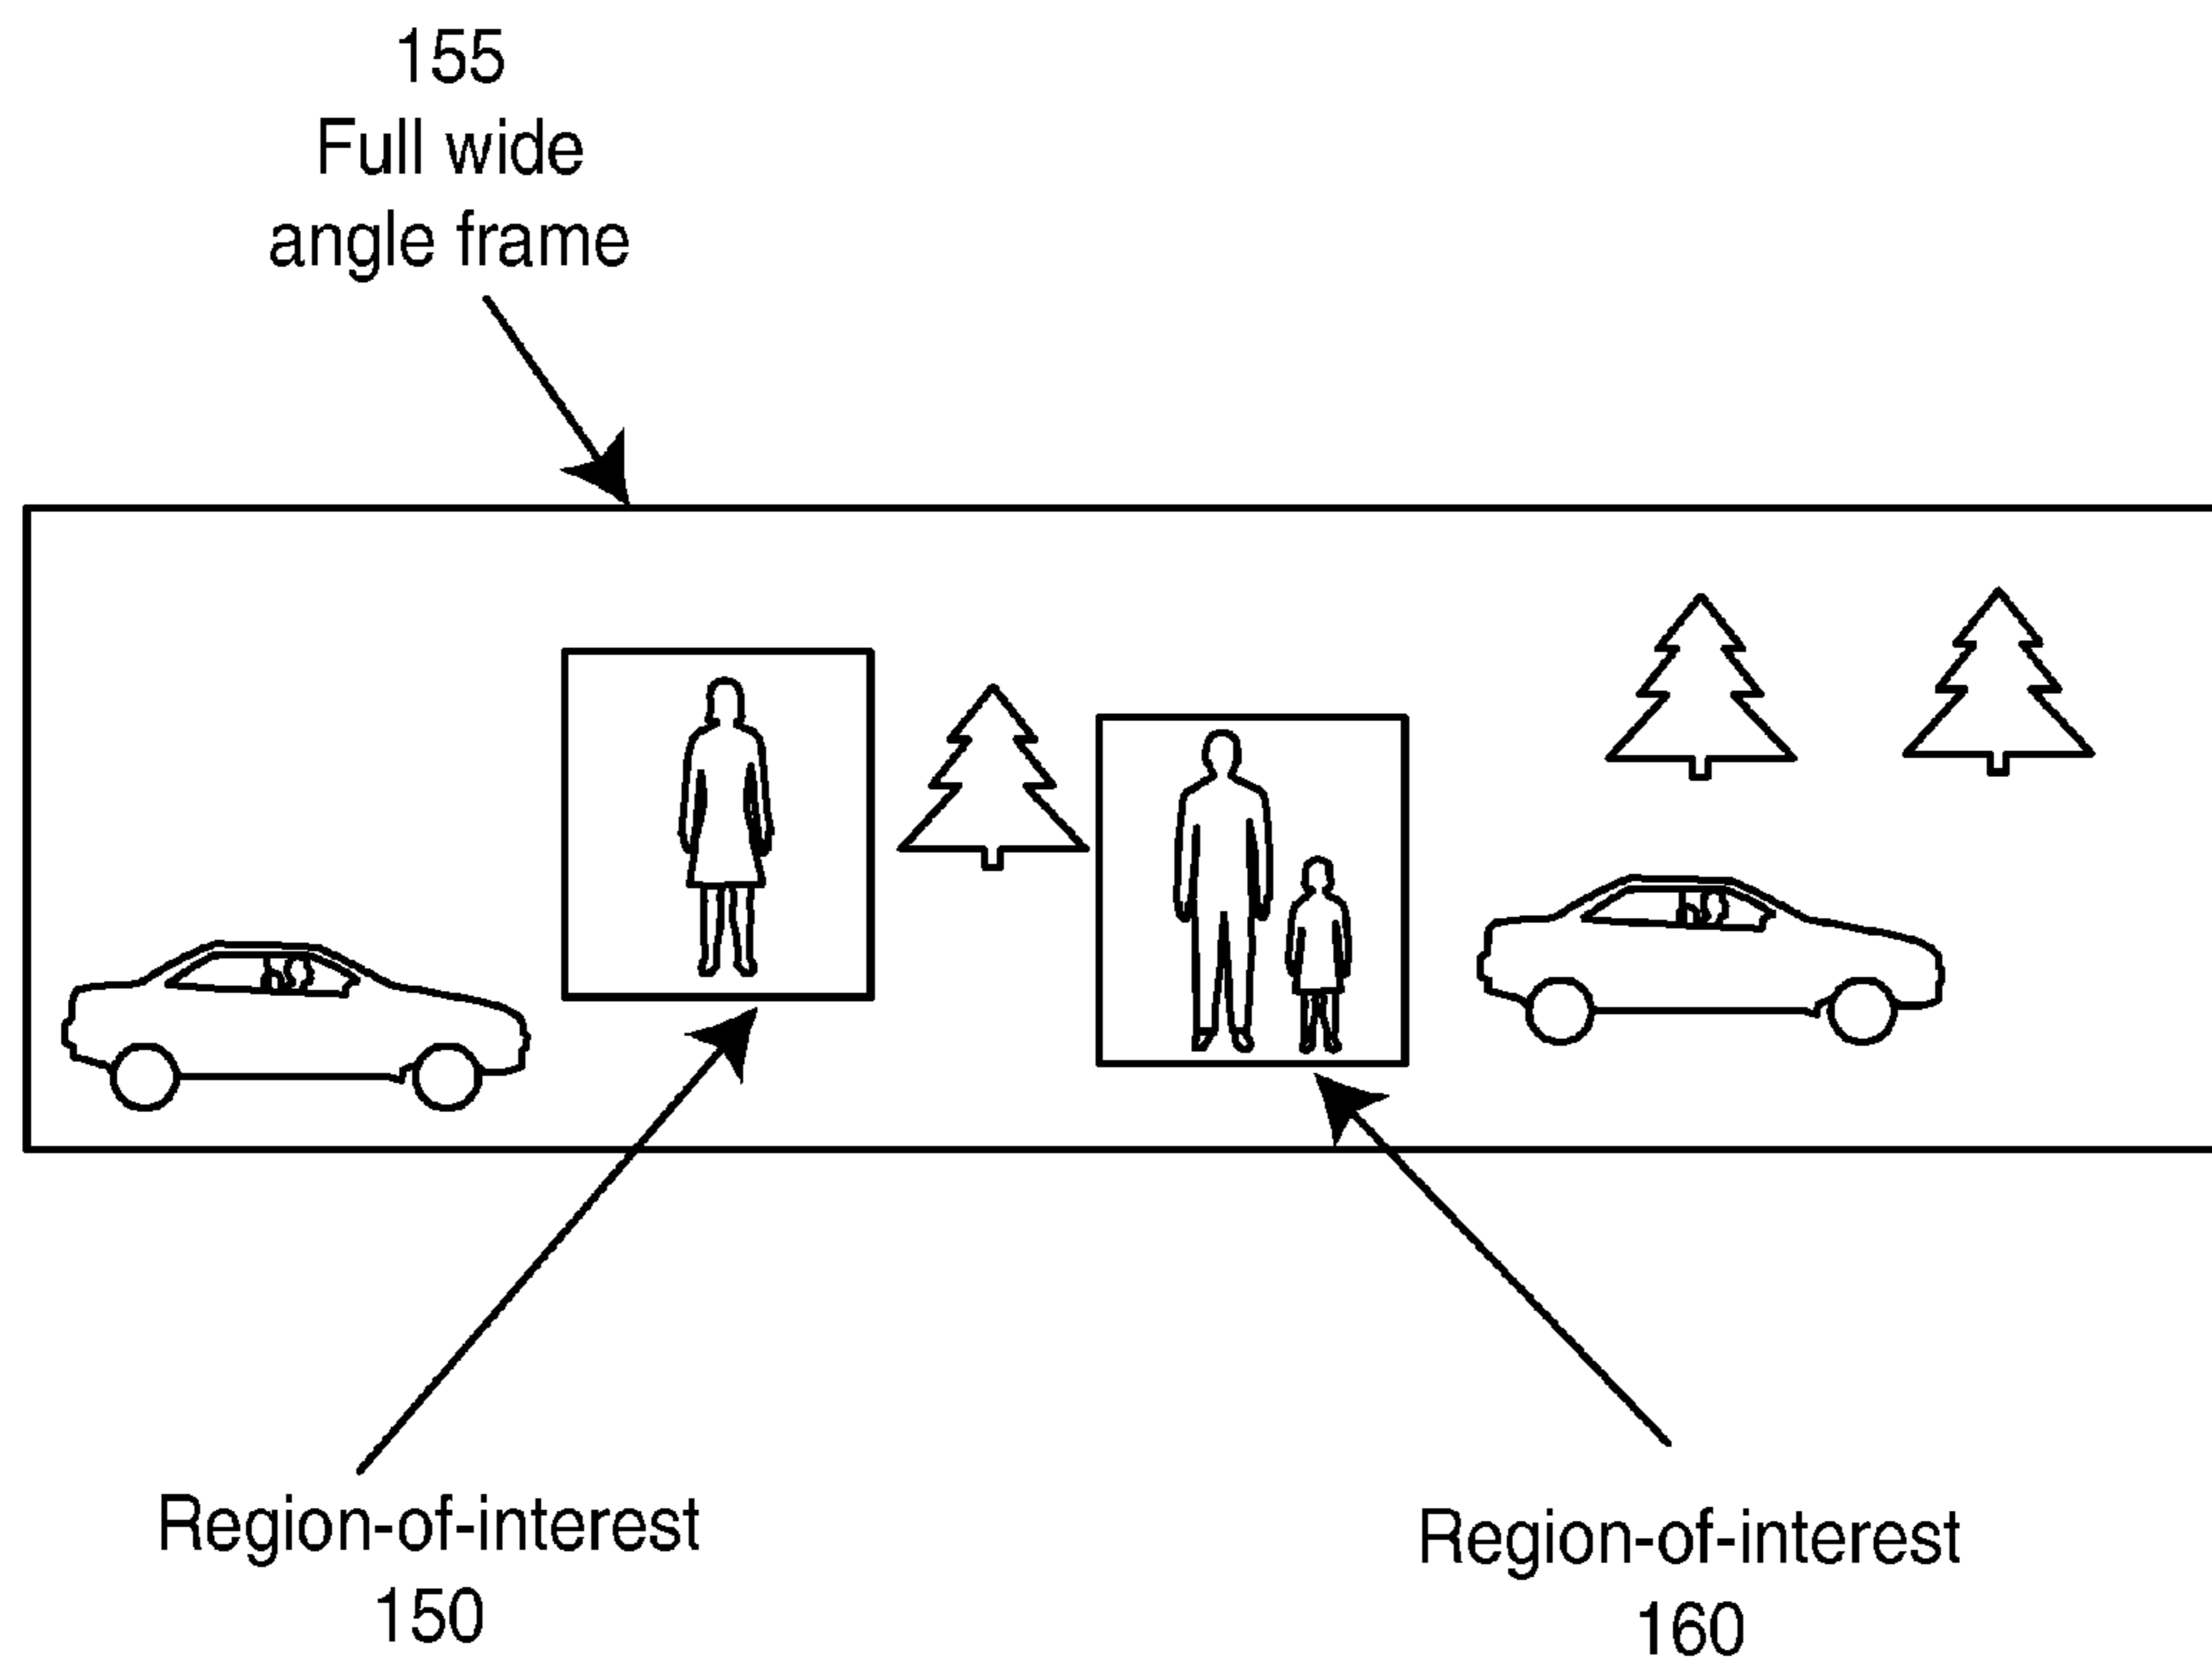 155
Full wide
angle frame
Region-of-interest
150
Region-of-interest
160